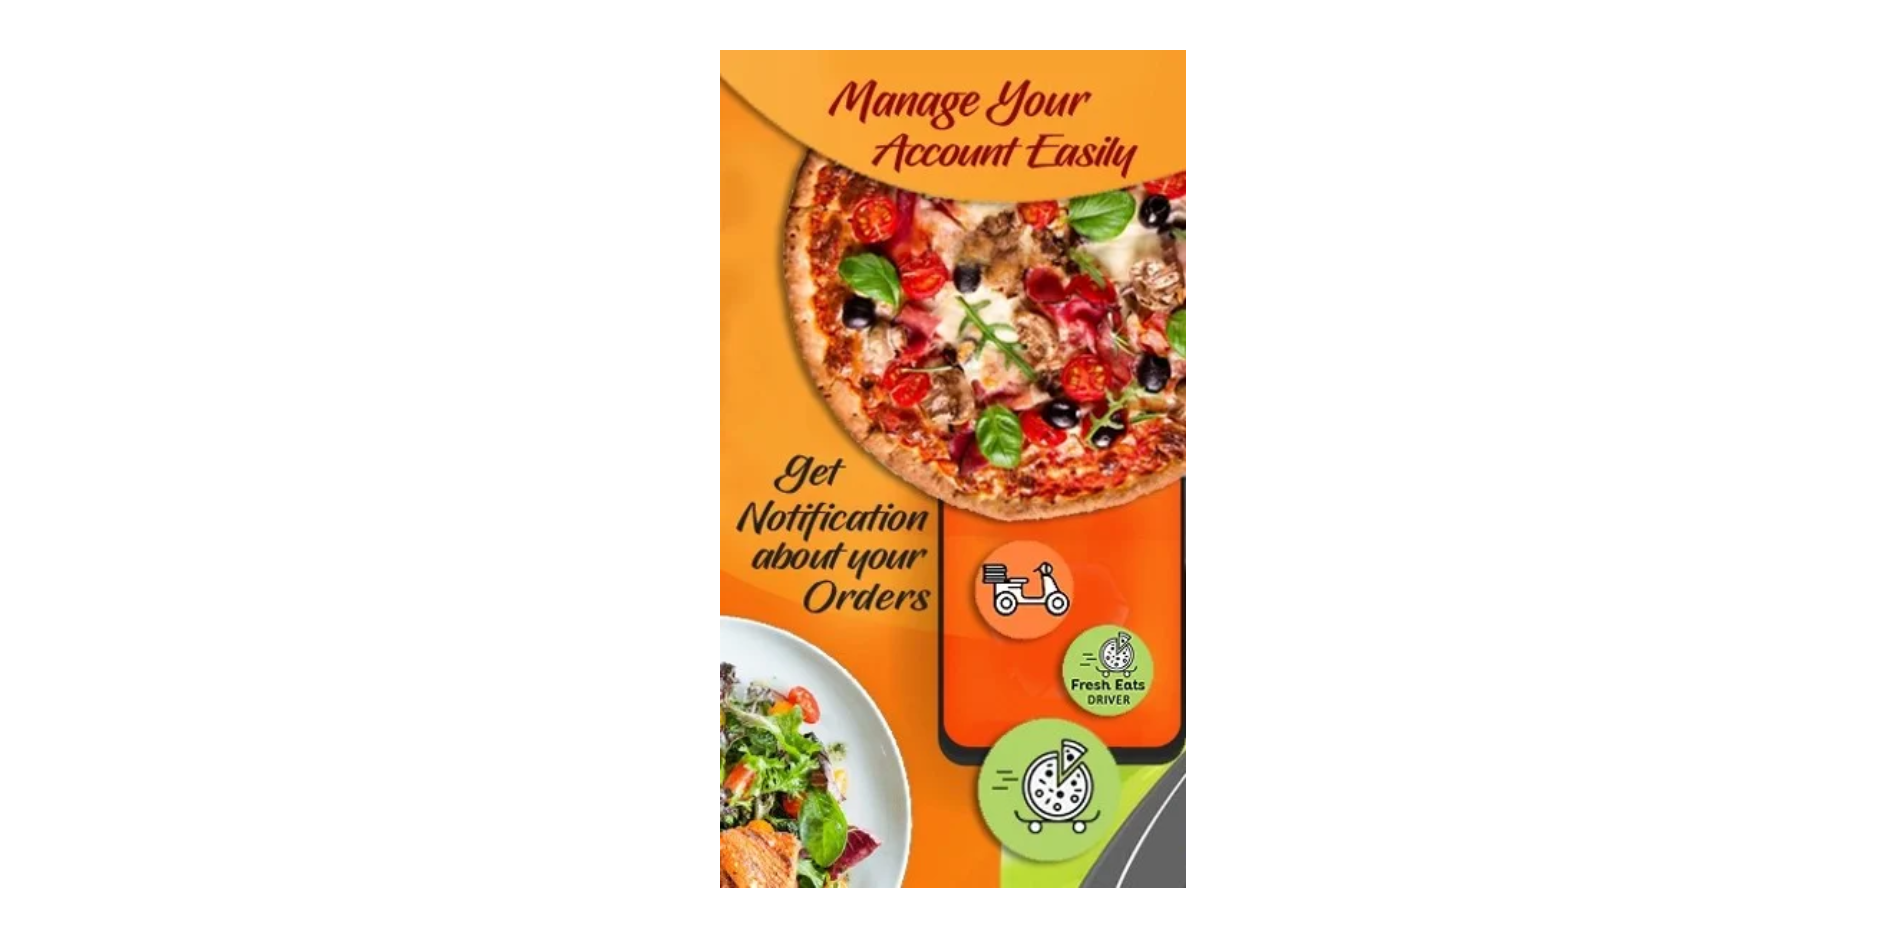 Manage Your
Account Easily
Get
Notification
about your
Orders
Fresh Eats
DRIVER